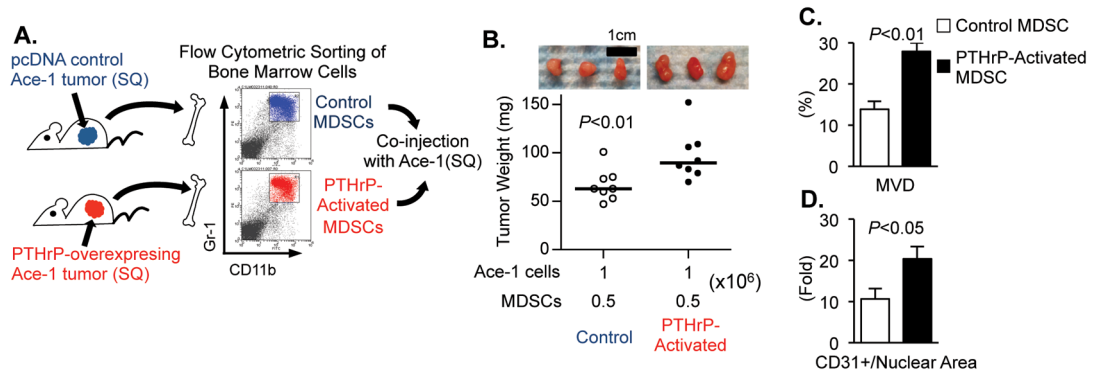 A.
pcDNA control
Ace-1 tumor (SQ)
PTHrP-overexpresing
Ace-1 tumor (SQ)
Flow Cytometric Sorting of
Bone Marrow Cells
Gr-1
CD11b
Control
MDSCs
PTHrP-
Activated
MDSCs
Co-injection
with Ace-1(SQ)
B.
1cm
Tumor Weight (mg)
150
100
50
0
P<0.01
Ace-1 cells 1 1 (x10⁶)
MDSCs 0.5 0.5
Control
PTHrP-
Activated
C.
Control MDSC
PTHrP-Activated
MDSC
P<0.01
(%)
30
20
10
0
MVD
D.
P<0.05
(Fold)
30
20
10
0
CD31+/Nuclear Area